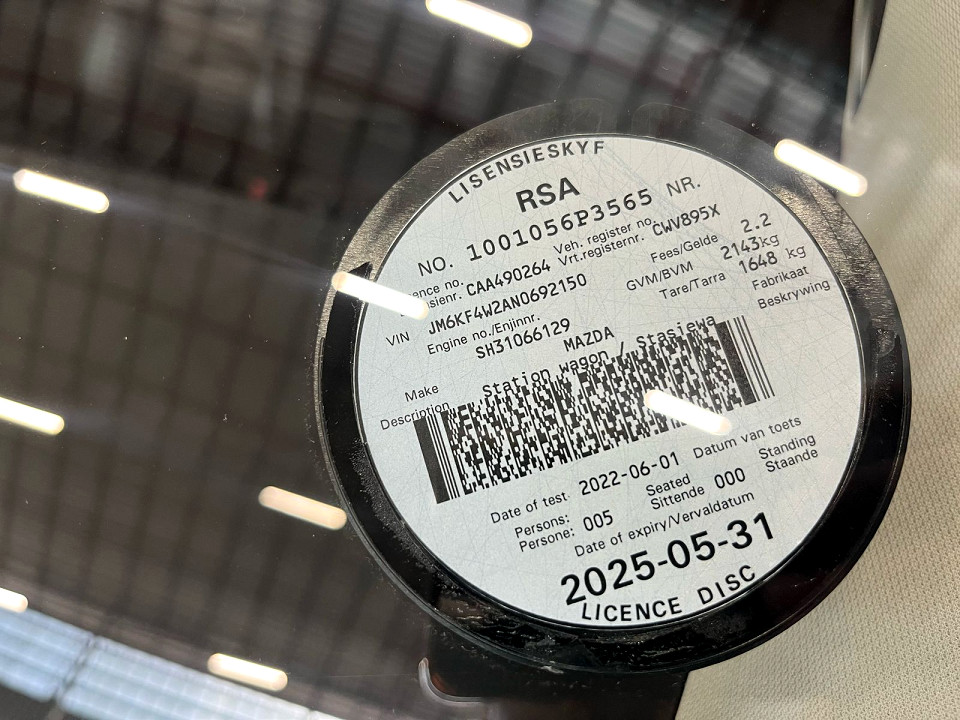 LISENSIESKYF
RSA
NO. 1001056P3565 NR.
ence no. CAA490264 Veh. register no. CWV895X
sienr. Vrt.registernr.
VIN JM6KF4W2AN0692150 Fees/Gelde 2.2
Engine no./Enjinnr. GVM/BVM 2143kg
SH31066129 Tare/Tarra 1648 kg
Make MAZDA Fabrikaat
Description Station wagon / Stasiewa Beskrywing
Date of test 2022-06-01 Datum van toets
Persons: 005 Seated 000 Standing
Persone: Sittende Staande
Date of expiry/Vervaldatum
2025-05-31
LICENCE DISC